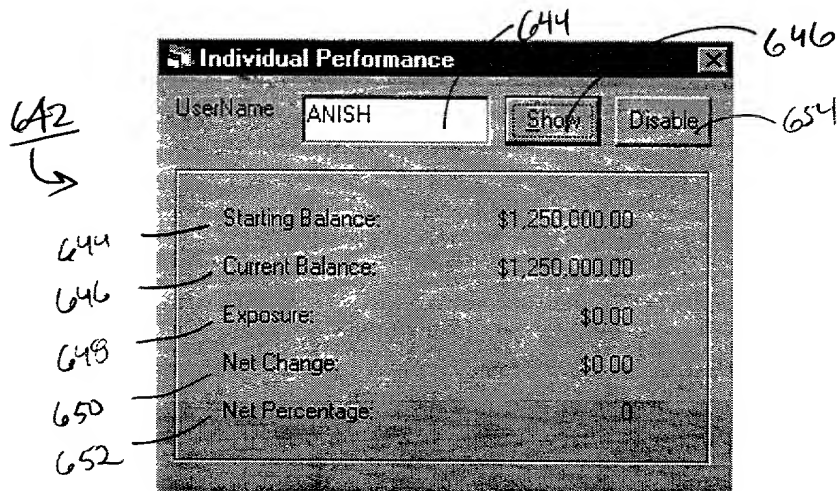 644
Individual Performance
646
642
UserName ANISH Show Disable
654
Starting Balance: $1,250,000.00
644
Current Balance: $1,250,000.00
646
Exposure: $0.00
648
Net Change: $0.00
650
Net Percentage: 0
652